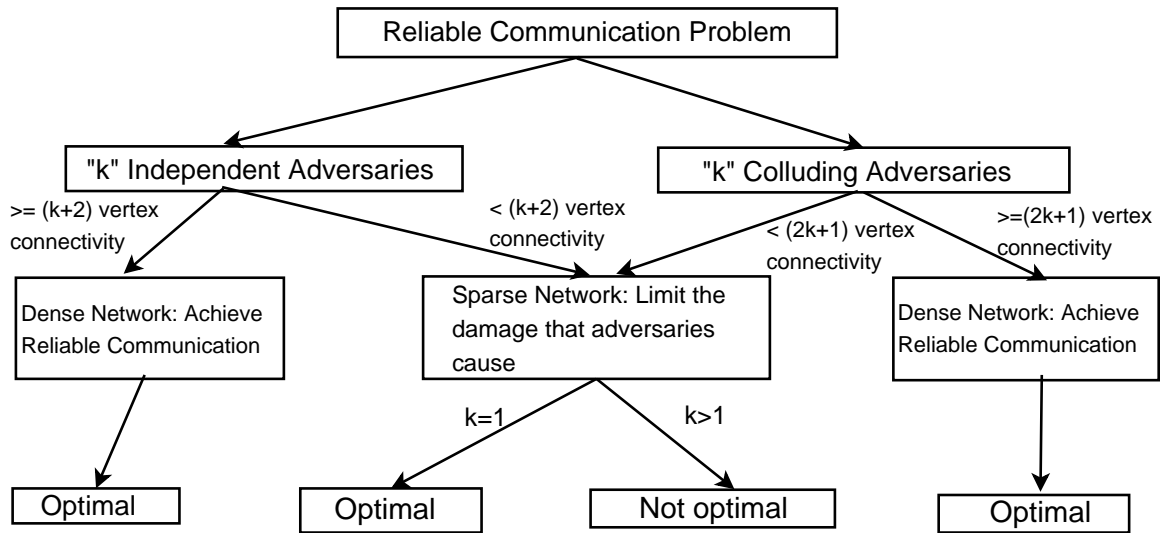 Reliable Communication Problem
"k" Independent Adversaries
"k" Colluding Adversaries
>= (k+2) vertex
connectivity
< (k+2) vertex
connectivity
< (2k+1) vertex
connectivity
>=(2k+1) vertex
connectivity
Dense Network: Achieve
Reliable Communication
Sparse Network: Limit the
damage that adversaries
cause
Dense Network: Achieve
Reliable Communication
k=1
k>1
Optimal
Optimal
Not optimal
Optimal